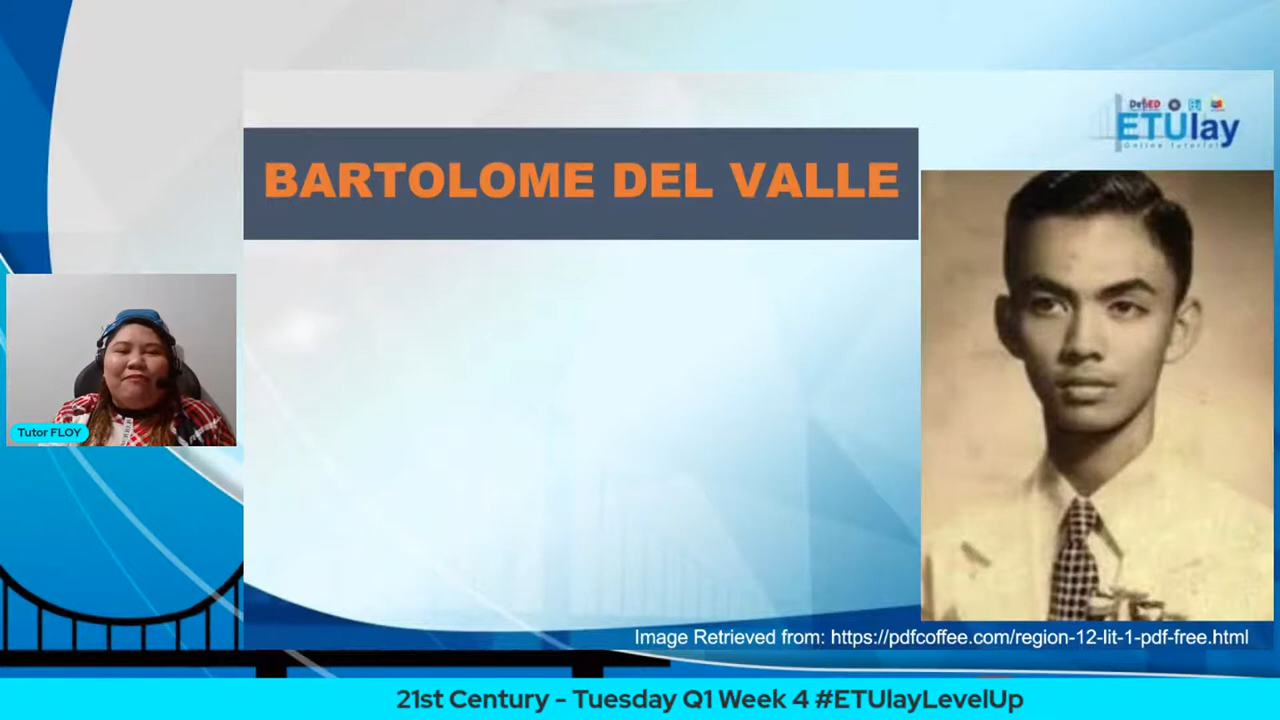 DepED
ETUlay
Online Tutorial
BARTOLOME DEL VALLE
Tutor FLOY
Image Retrieved from: https://pdfcoffee.com/region-12-lit-1-pdf-free.html
21st Century - Tuesday Q1 Week 4 #ETUlayLevelUp